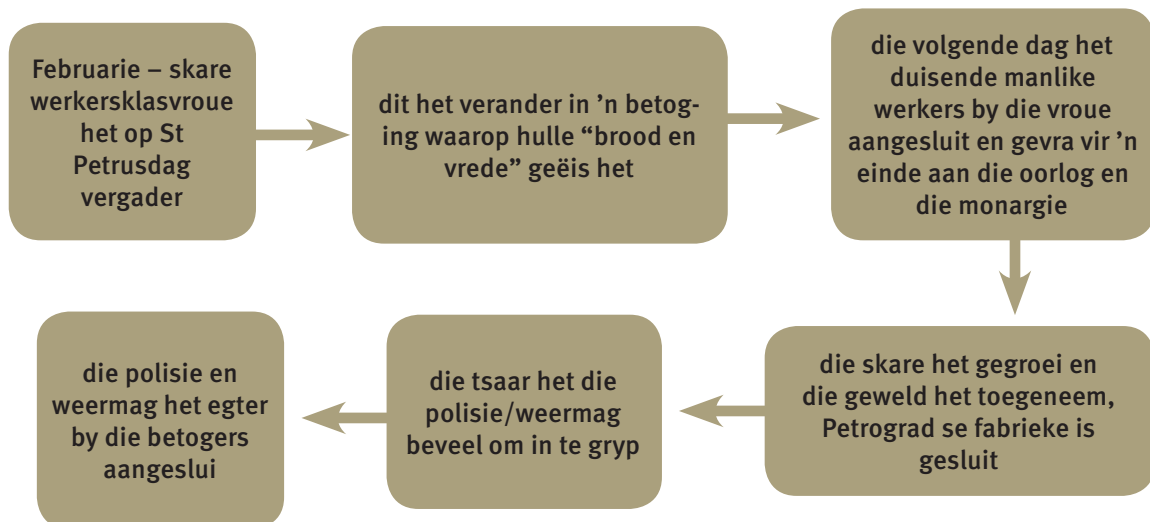 Februarie – skare
werkersklasvroue
het op St
Petrusdag
vergader
dit het verander in ’n betog-
ing waarop hulle “brood en
vrede” geëis het
die volgende dag het
duisende manlike
werkers by die vroue
aangesluit en gevra vir ’n
einde aan die oorlog en
die monargie
die skare het gegroei en
die geweld het toegeneem,
Petrograd se fabrieke is
gesluit
die tsaar het die
polisie/weermag
beveel om in te gryp
die polisie en
weermag het egter
by die betogers
aangeslui